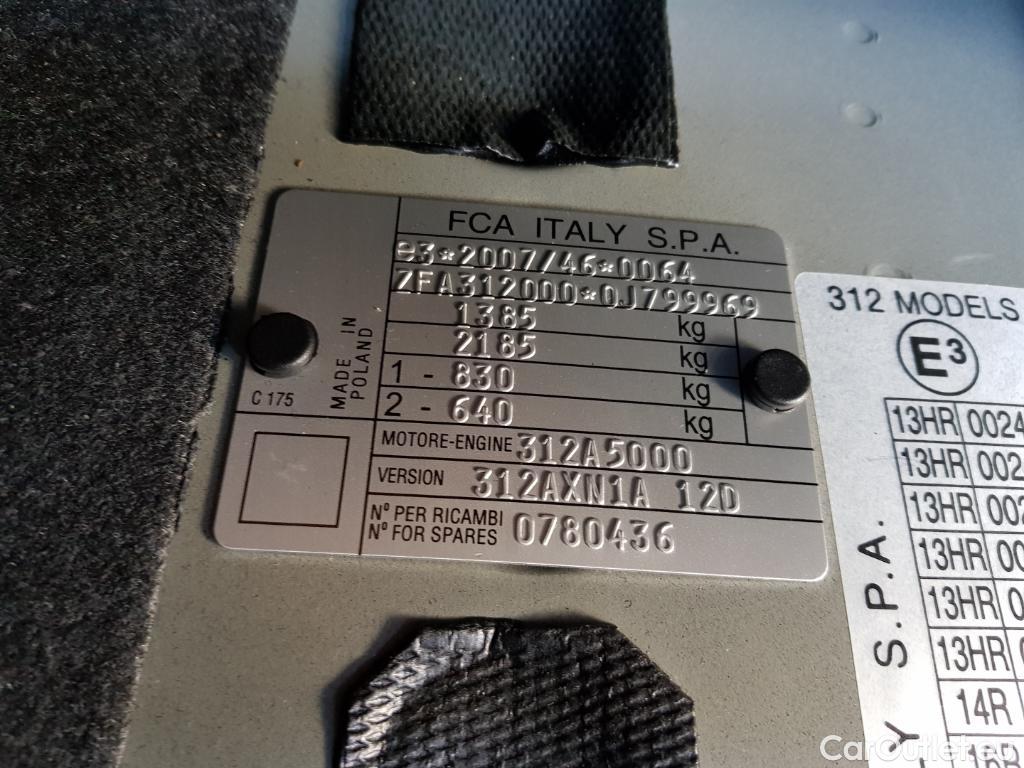 FCA ITALY S.P.A.
e3*2007/46*0064
ZFA312000*0J799969
1385 kg
2185 kg
1 - 830 kg
2 - 640 kg
MADE IN
POLAND
C 175
MOTORE-ENGINE 312A5000
VERSION 312AXN1A 12D
Nº PER RICAMBI
Nº FOR SPARES 0780436
312 MODELS
E3
13HR 0024
13HR 002
13HR 002
13HR 00
13HR 0
13HR
14R
Y S.P.A.
CarOutlet.eu